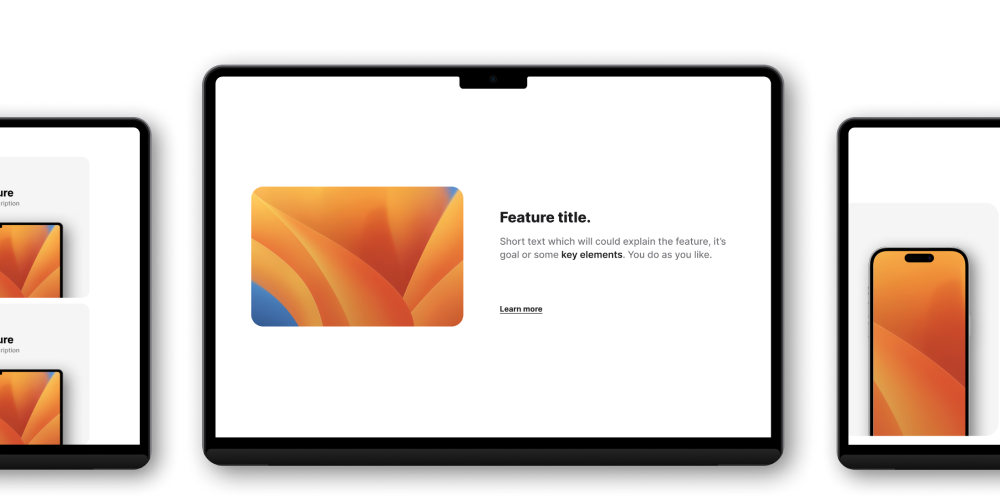 ure
ription
ure
ription
Feature title.
Short text which will could explain the feature, it's
goal or some key elements. You do as you like.
Learn more